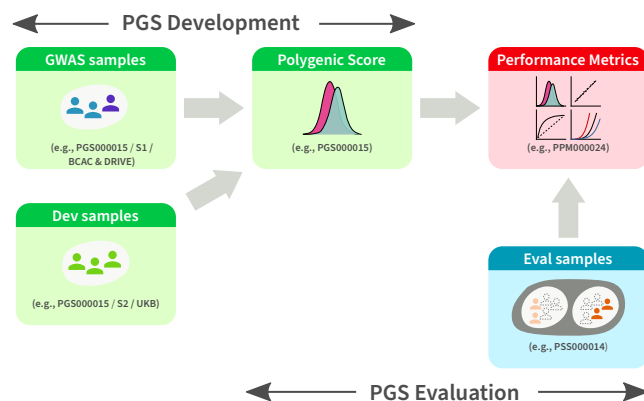 PGS Development
GWAS samples
(e.g., PGS000015 / S1 /
BCAC & DRIVE)
Polygenic Score
(e.g., PGS000015)
Performance Metrics
(e.g., PPM000024)
Dev samples
(e.g., PGS000015 / S2 / UKB)
Eval samples
(e.g., PSS000014)
PGS Evaluation